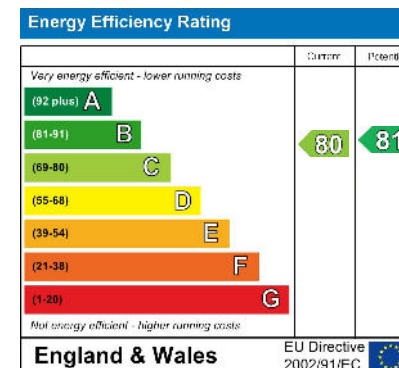 Energy Efficiency Rating
Current Potenti
Very energy efficient - lower running costs
(92 plus) A
(81-91) B
(69-80) C
(55-68) D
(39-54) E
(21-38) F
(1-20) G
80 81
Not energy efficient - higher running costs
England & Wales
EU Directive
2002/91/EC